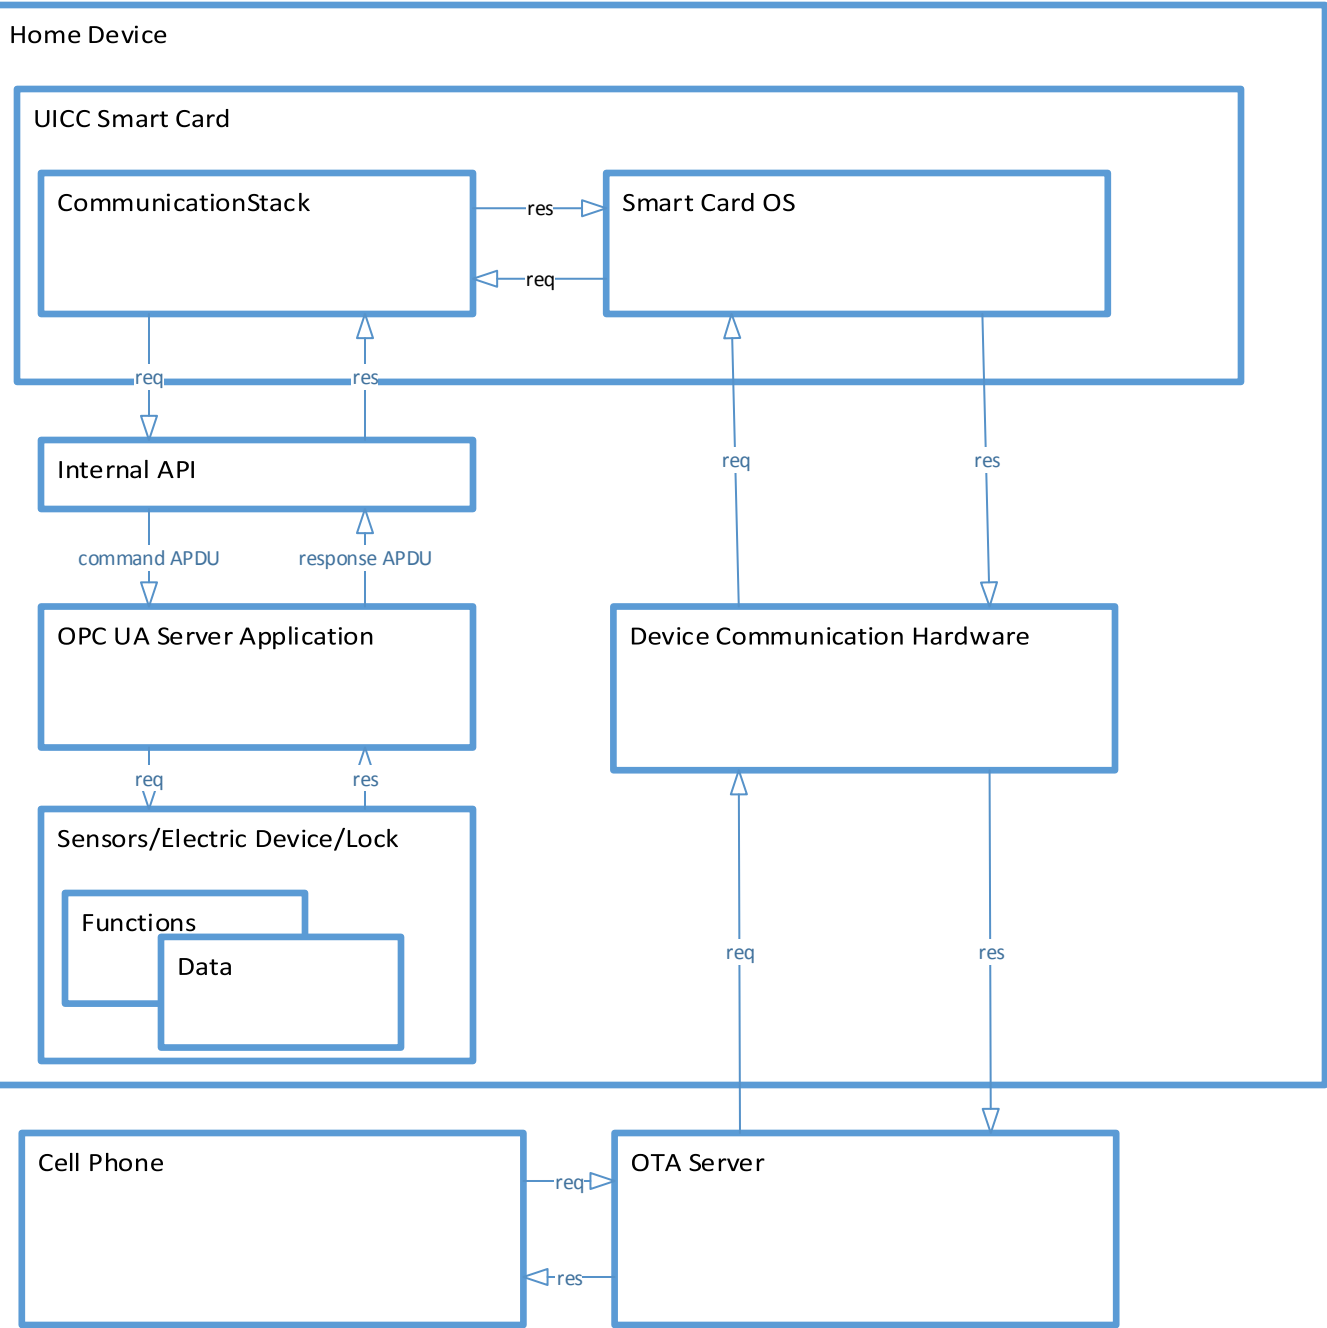 Home Device
UICC Smart Card
CommunicationStack
res
Smart Card OS
req
req
res
Internal API
req
res
command APDU
response APDU
OPC UA Server Application
Device Communication Hardware
req
res
Sensors/Electric Device/Lock
Functions
Data
req
res
Cell Phone
req
OTA Server
res